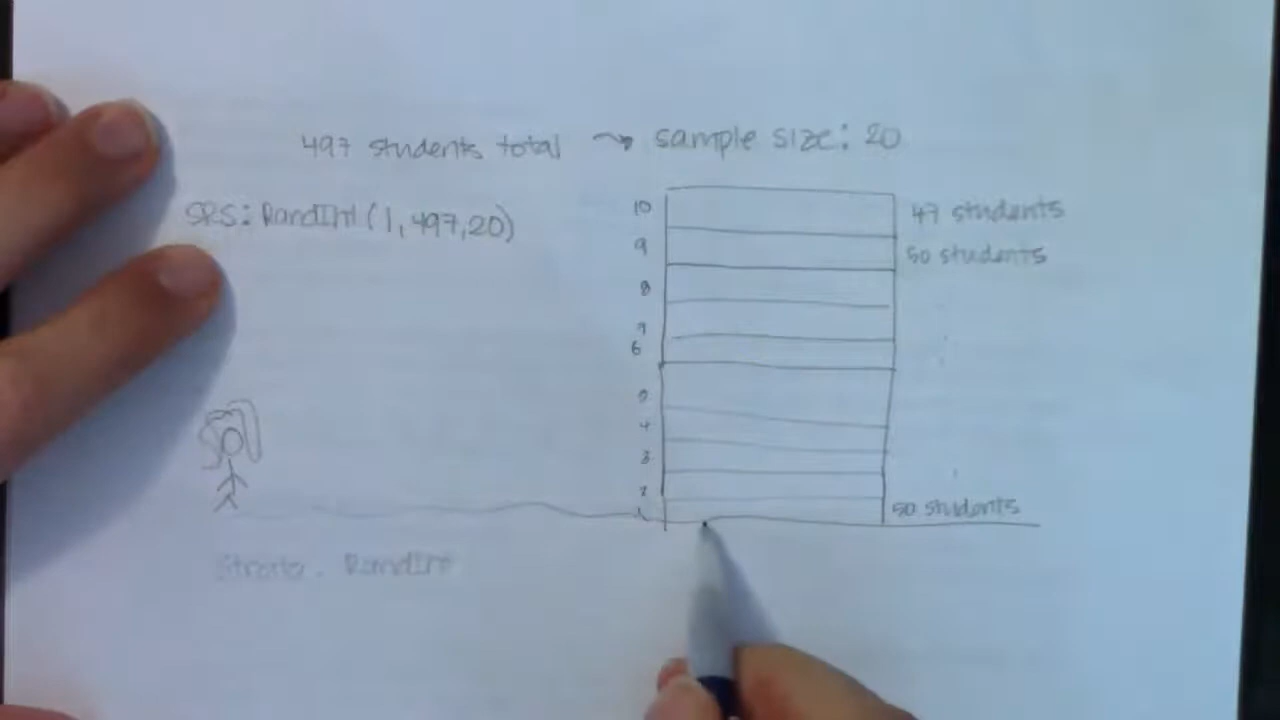 497 students total → sample size: 20
SRS: RandInt (1,497,20)
10
47 students
9
50 students
8
7
6
5
4
3
2
1
50 students
Strata: RandInt